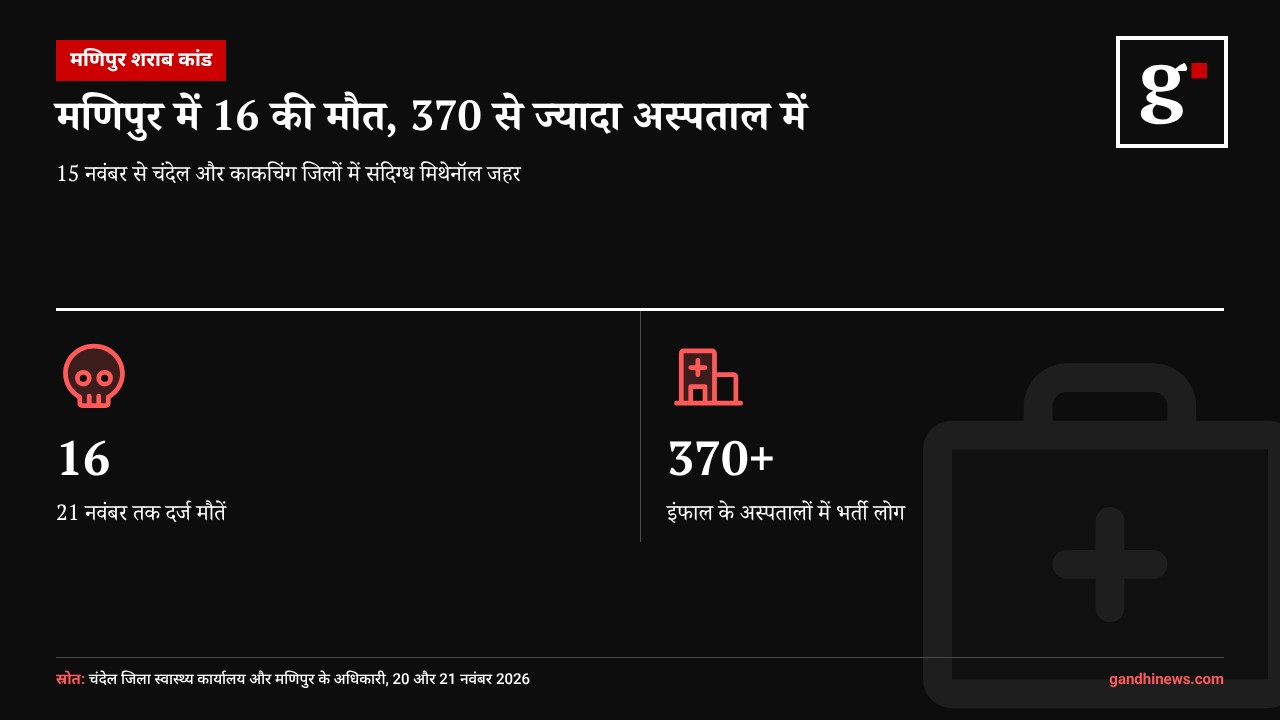 मणिपुर शराब कांड
मणिपुर में 16 की मौत, 370 से ज्यादा अस्पताल में
15 नवंबर से चंदेल और काकचिंग जिलों में संदिग्ध मिथेनॉल जहर
g
16
21 नवंबर तक दर्ज मौतें
370+
इंफाल के अस्पतालों में भर्ती लोग
स्रोत: चंदेल जिला स्वास्थ्य कार्यालय और मणिपुर के अधिकारी, 20 और 21 नवंबर 2026
gandhinews.com